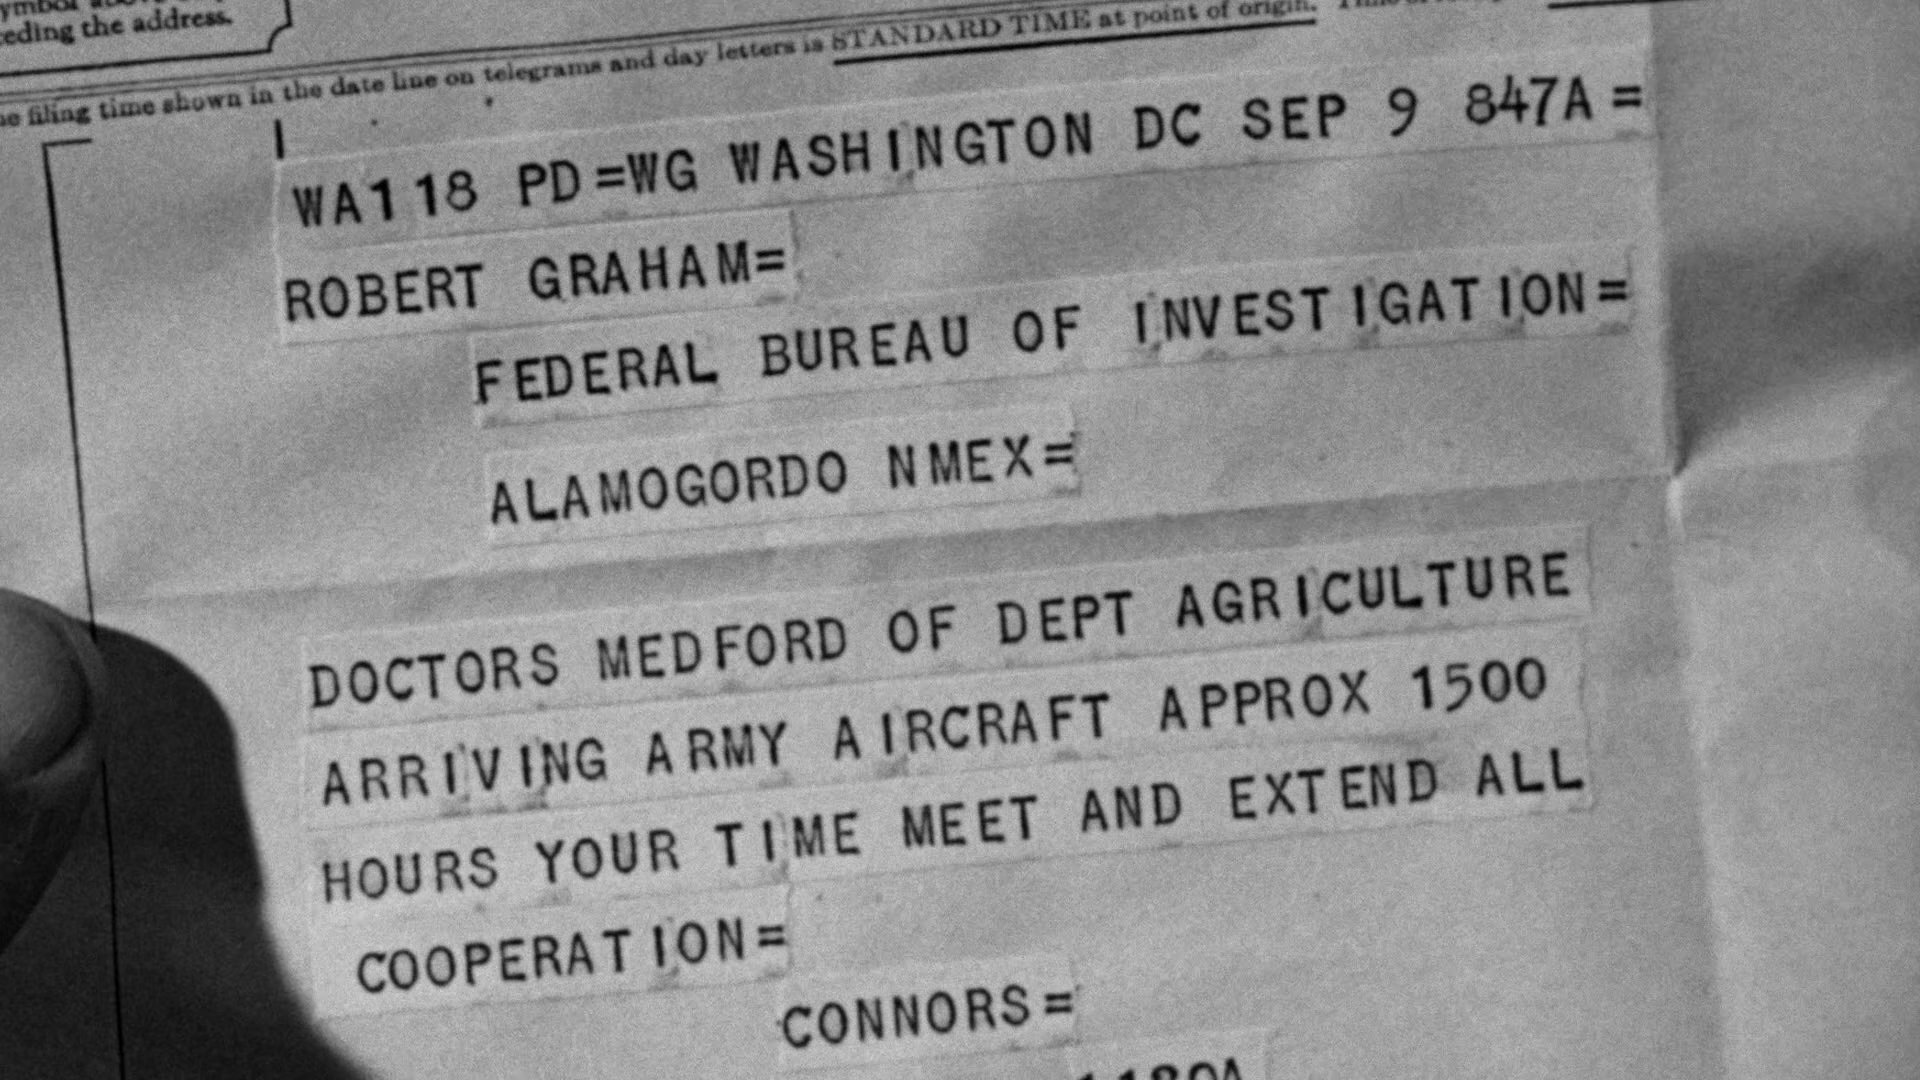 eding the address.
filing time shown in the date line on telegrams and day letters is STANDARD TIME at point of origin.
WA118 PD=WG WASHINGTON DC SEP 9 847A=
ROBERT GRAHAM=
FEDERAL BUREAU OF INVESTIGATION=
ALAMOGORDO NMEX=
DOCTORS MEDFORD OF DEPT AGRICULTURE
ARRIVING ARMY AIRCRAFT APPROX 1500
HOURS YOUR TIME MEET AND EXTEND ALL
COOPERATION=
CONNORS=